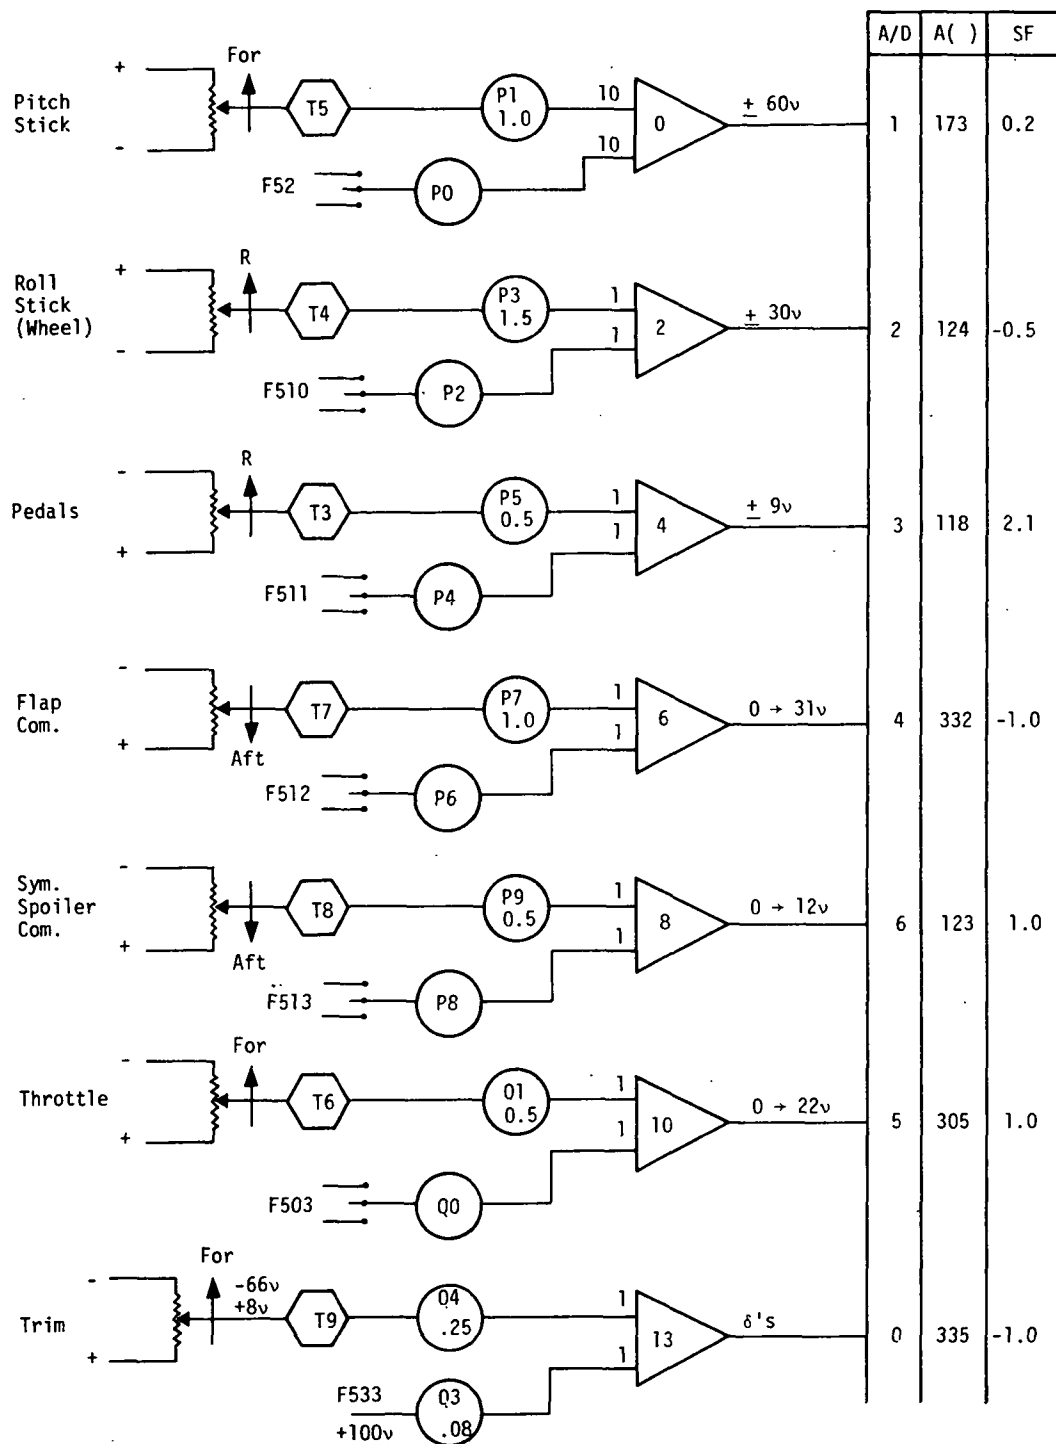 A/D A( ) SF
Pitch Stick
+
-
For
T5
P1 1.0
10
10
0
± 60v
1 173 0.2
F52
P0
Roll Stick (Wheel)
+
-
R
T4
P3 1.5
1
1
2
± 30v
2 124 -0.5
F510
P2
Pedals
-
+
R
T3
P5 0.5
1
1
4
± 9v
3 118 2.1
F511
P4
Flap Com.
-
+
Aft
T7
P7 1.0
1
1
6
0 → 31v
4 332 -1.0
F512
P6
Sym. Spoiler Com.
-
+
Aft
T8
P9 0.5
1
1
8
0 → 12v
6 123 1.0
F513
P8
Throttle
-
+
For
T6
Q1 0.5
1
1
10
0 → 22v
5 305 1.0
F503
Q0
Trim
-
+
For
-66v
+8v
T9
Q4 .25
1
1
13
δ's
0 335 -1.0
F533
+100v
Q3 .08